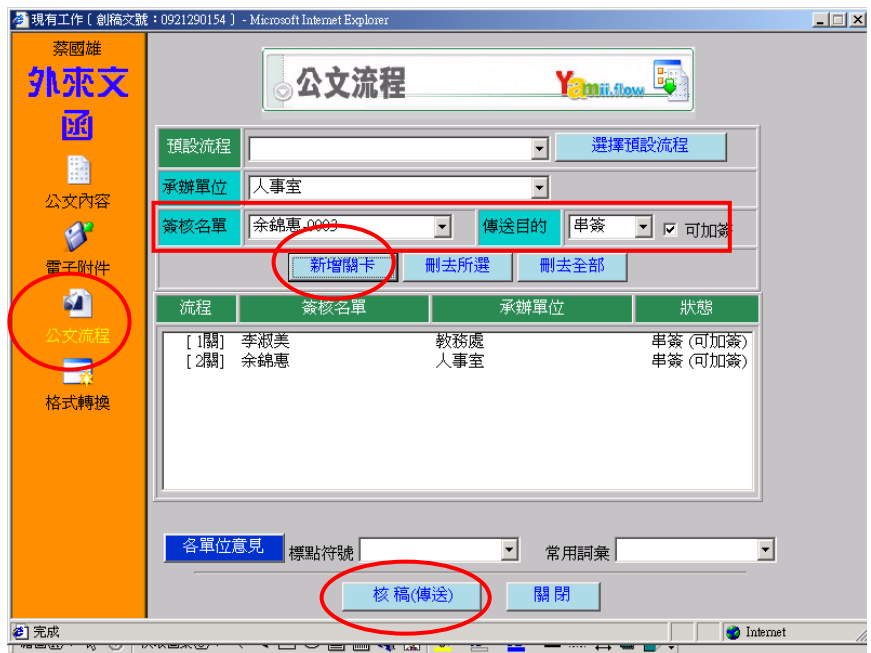 現有工作〔創稿文號：0921290154〕 - Microsoft Internet Explorer
蔡國雄
外來文函
公文內容
電子附件
公文流程
格式轉換
公文流程 Yamii.flow
預設流程 選擇預設流程
承辦單位 人事室
簽核名單 余錦惠.0003 傳送目的 串簽 可加簽
新增關卡 刪去所選 刪去全部
流程 簽核名單 承辦單位 狀態
[ 1關] 李淑美 教務處 串簽 (可加簽)
[ 2關] 余錦惠 人事室 串簽 (可加簽)
各單位意見 標點符號 常用詞彙
核 稿(傳送) 關 閉
完成 Internet